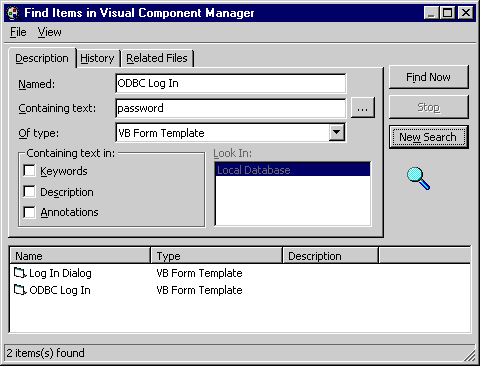 Find Items in Visual Component Manager
File View
Description History Related Files
Named: ODBC Log In
Find Now
Containing text: password ...
Stop
Of type: VB Form Template
New Search
Containing text in: Look In:
Keywords Local Database
Description
Annotations
Name Type Description
Log In Dialog VB Form Template
ODBC Log In VB Form Template
2 items(s) found